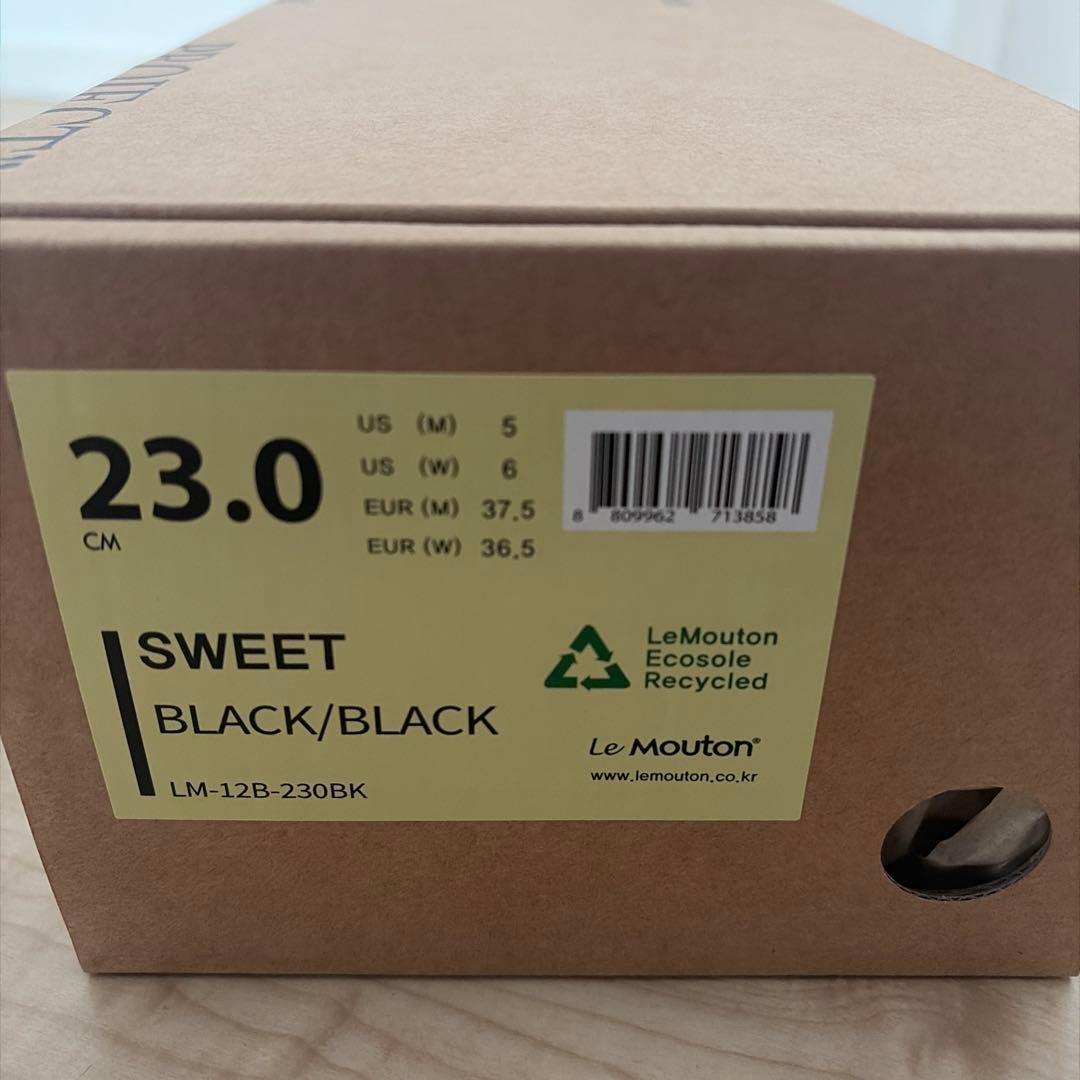 23.0
CM
US (M) 5
US (W) 6
EUR (M) 37.5
EUR (W) 36.5
8 809962 713858
SWEET
BLACK/BLACK
LM-12B-230BK
LeMouton
Ecosole
Recycled
Le Mouton®
www.lemouton.co.kr